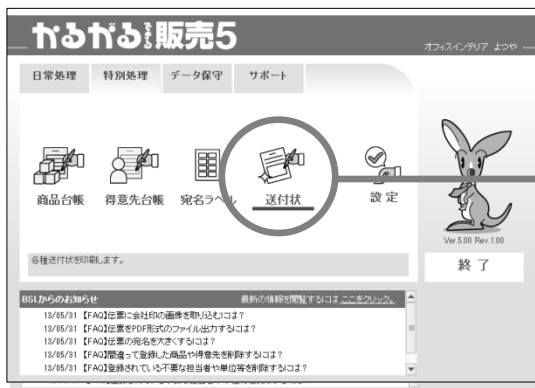 かるがるできる販売5
オフィスインテリア よつや
日常処理 特別処理 データ保守 サポート
商品台帳 得意先台帳 宛名ラベル 送付状 設定
Ver 5.00 Rev.1.00
各種送付状を印刷します。
終了
BSLからのお知らせ 最新の情報を閲覧するには ここをクリック。
13/05/31 【FAQ】伝票に会社印の画像を取り込むには？
13/05/31 【FAQ】伝票をPDF形式のファイル出力するには？
13/05/31 【FAQ】伝票の宛名を大きくするには？
13/05/31 【FAQ】間違って登録した商品や得意先を削除するには？
13/05/31 【FAQ】登録されている不要な担当者や単位等を削除するには？